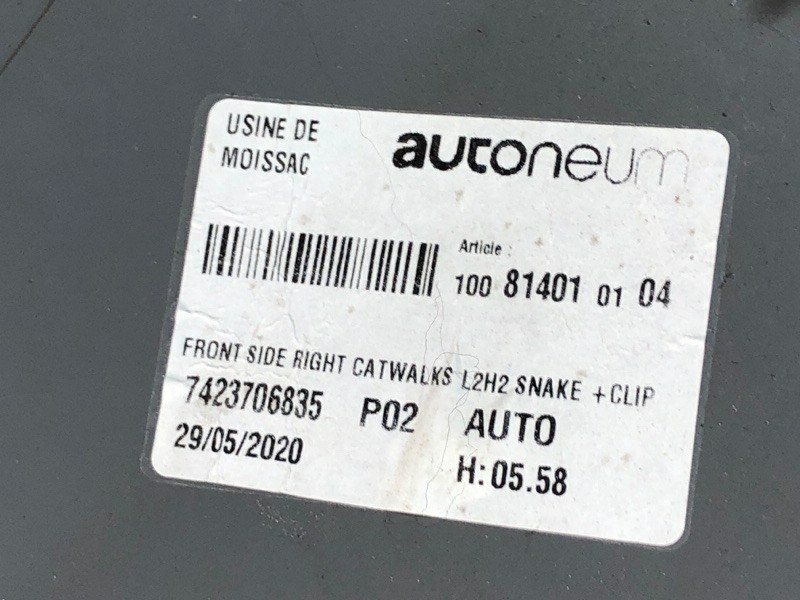 USINE DE
MOISSAC
autoneum
Article :
100 81401 01 04
FRONT SIDE RIGHT CATWALKS L2H2 SNAKE +CLIP
7423706835 P02 AUTO
29/05/2020
H:05.58